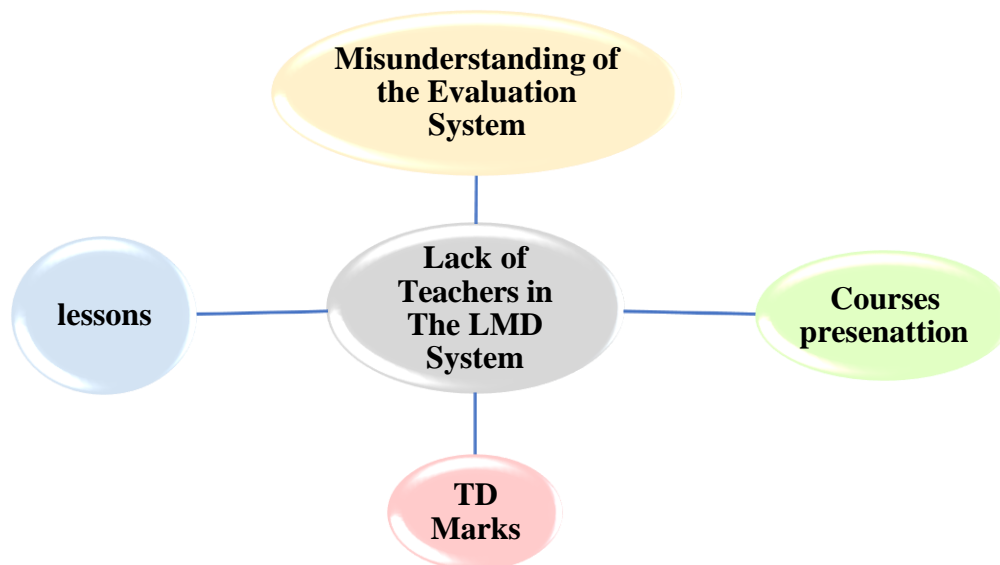 Misunderstanding of
the Evaluation
System
lessons
Lack of
Teachers in
The LMD
System
Courses
presenattion
TD
Marks